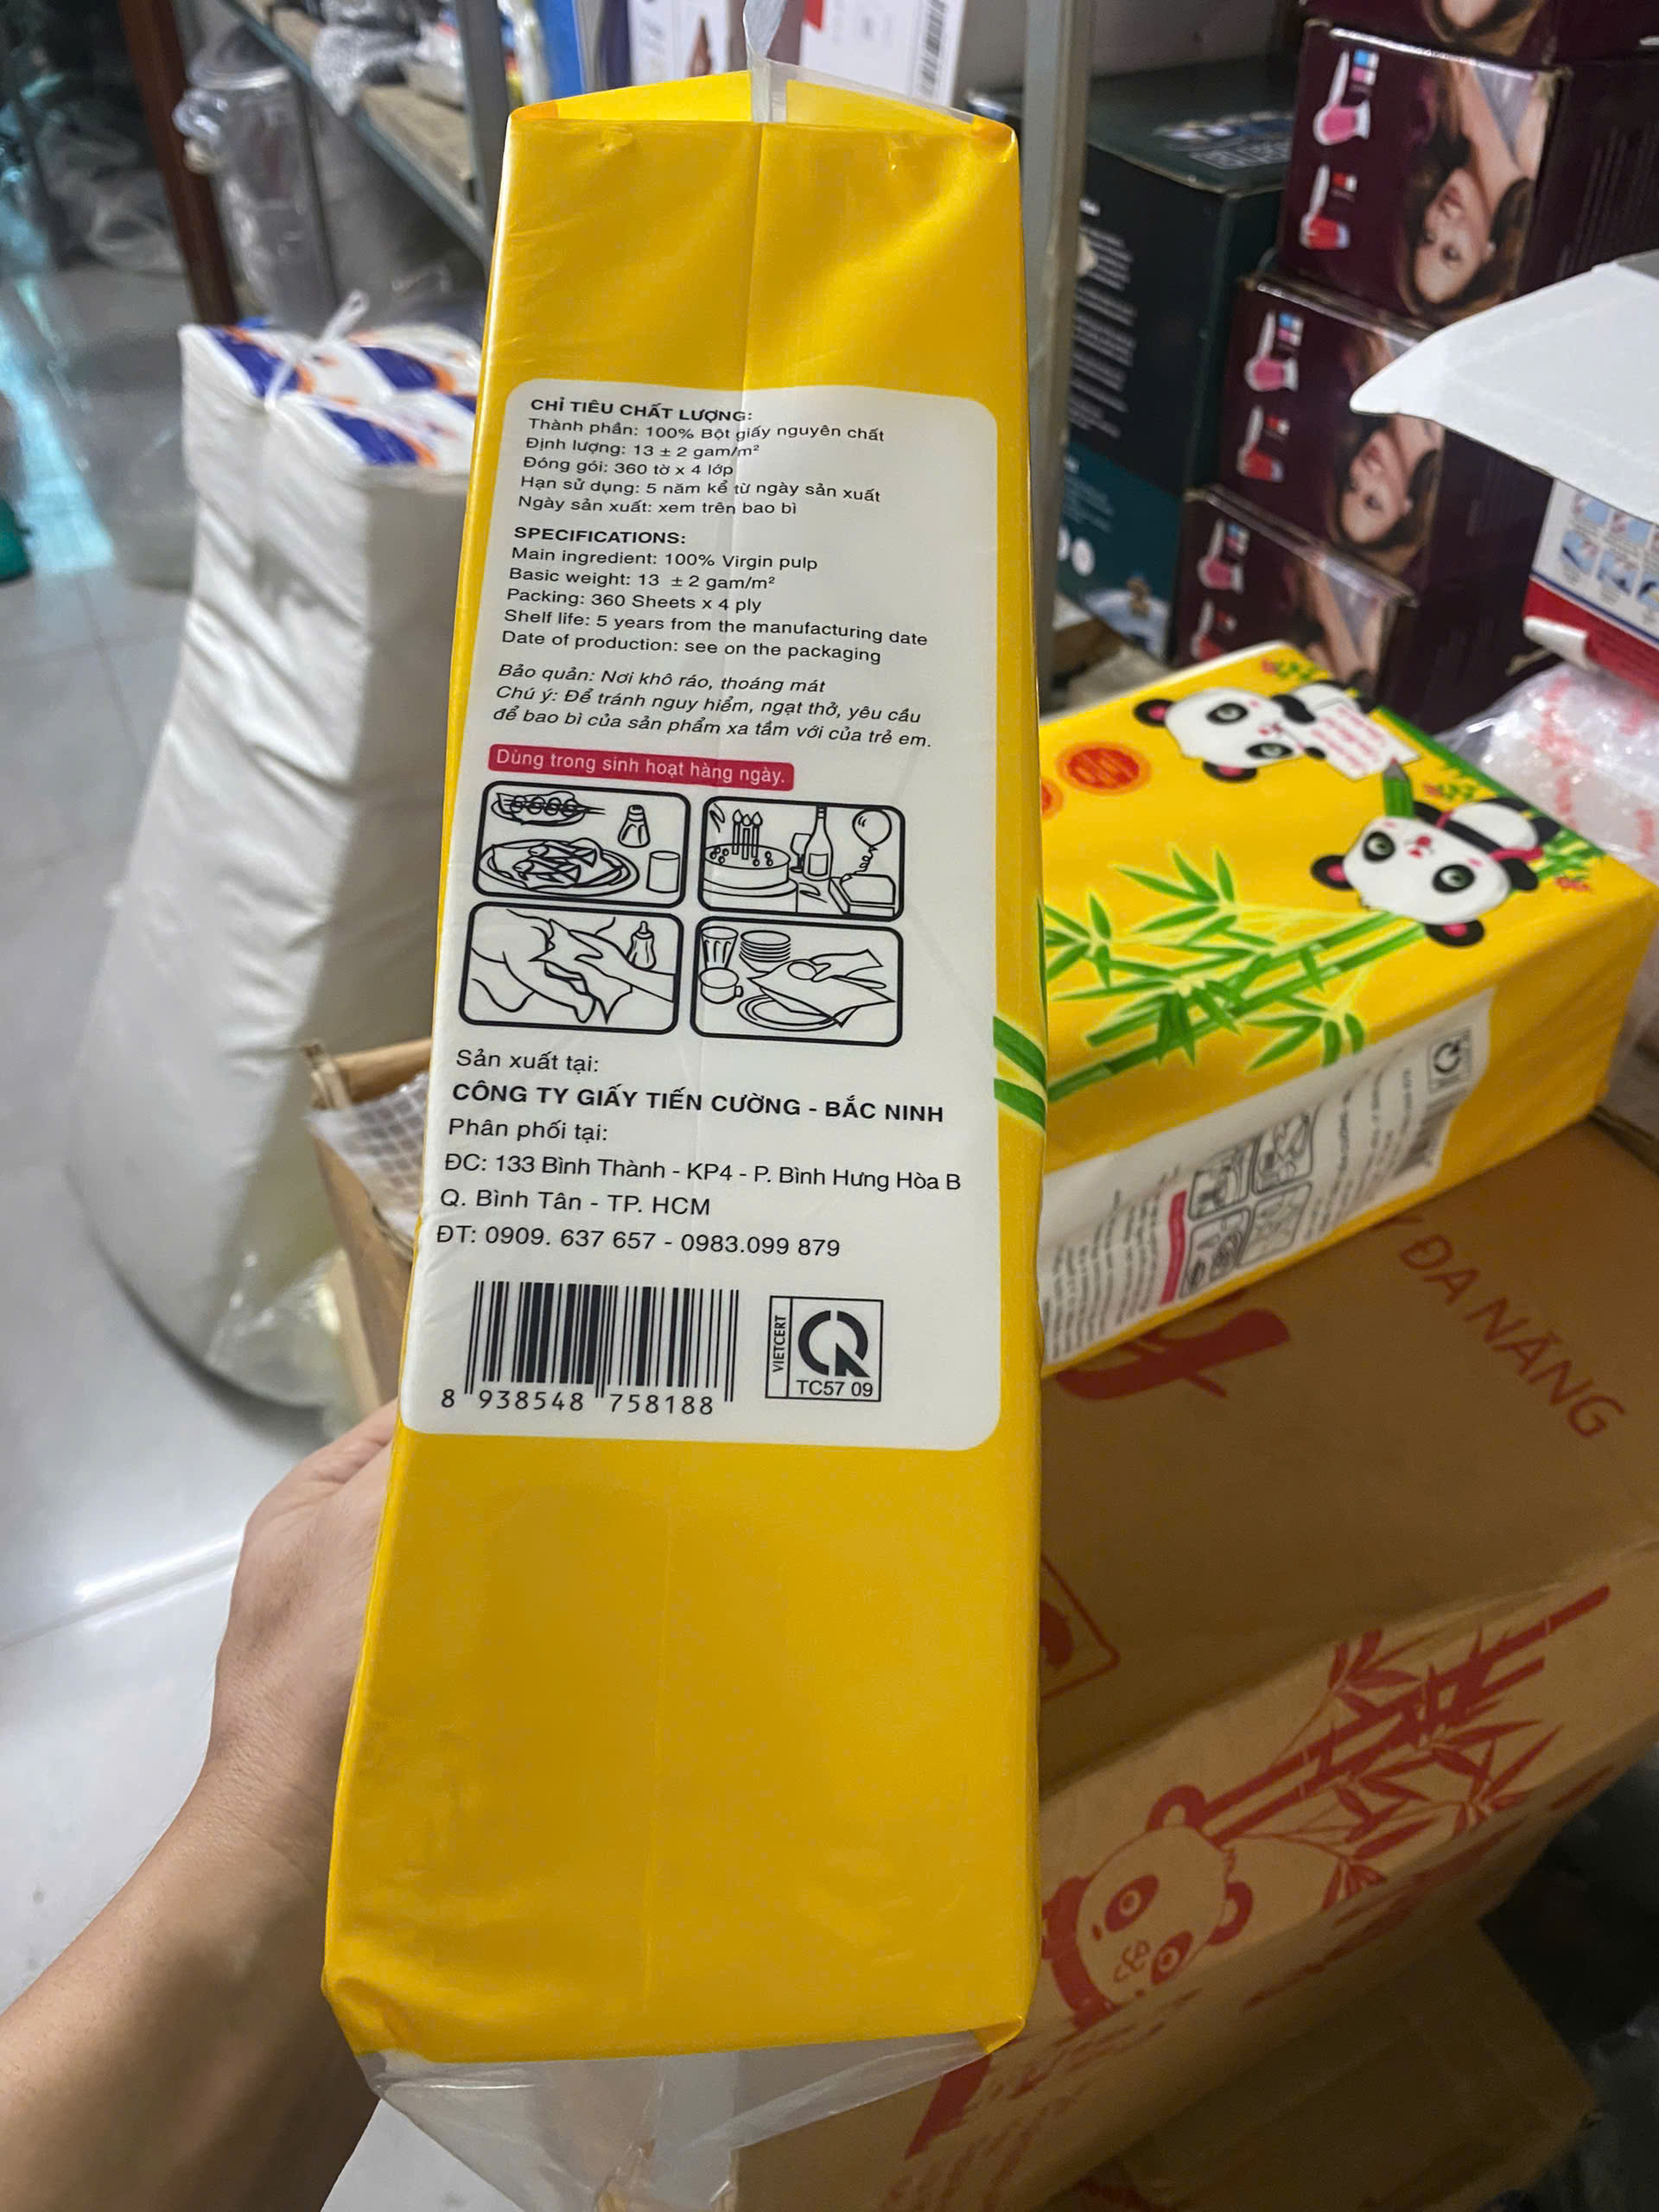 CHỈ TIÊU CHẤT LƯỢNG:
Thành phần: 100% Bột giấy nguyên chất
Định lượng: 13 ± 2 gam/m²
Đóng gói: 360 tờ x 4 lớp
Hạn sử dụng: 5 năm kể từ ngày sản xuất
Ngày sản xuất: xem trên bao bì
SPECIFICATIONS:
Main ingredient: 100% Virgin pulp
Basic weight: 13 ± 2 gam/m²
Packing: 360 Sheets x 4 ply
Shelf life: 5 years from the manufacturing date
Date of production: see on the packaging
Bảo quản: Nơi khô ráo, thoáng mát
Chú ý: Để tránh nguy hiểm, ngạt thở, yêu cầu
để bao bì của sản phẩm xa tầm với của trẻ em.
Dùng trong sinh hoạt hàng ngày.
Sản xuất tại:
CÔNG TY GIẤY TIẾN CƯỜNG - BẮC NINH
Phân phối tại:
ĐC: 133 Bình Thành - KP4 - P. Bình Hưng Hòa B
Q. Bình Tân - TP. HCM
ĐT: 0909. 637 657 - 0983.099 879
8 938548 758188
VIETCERT
TC57 09
ĐA NĂNG